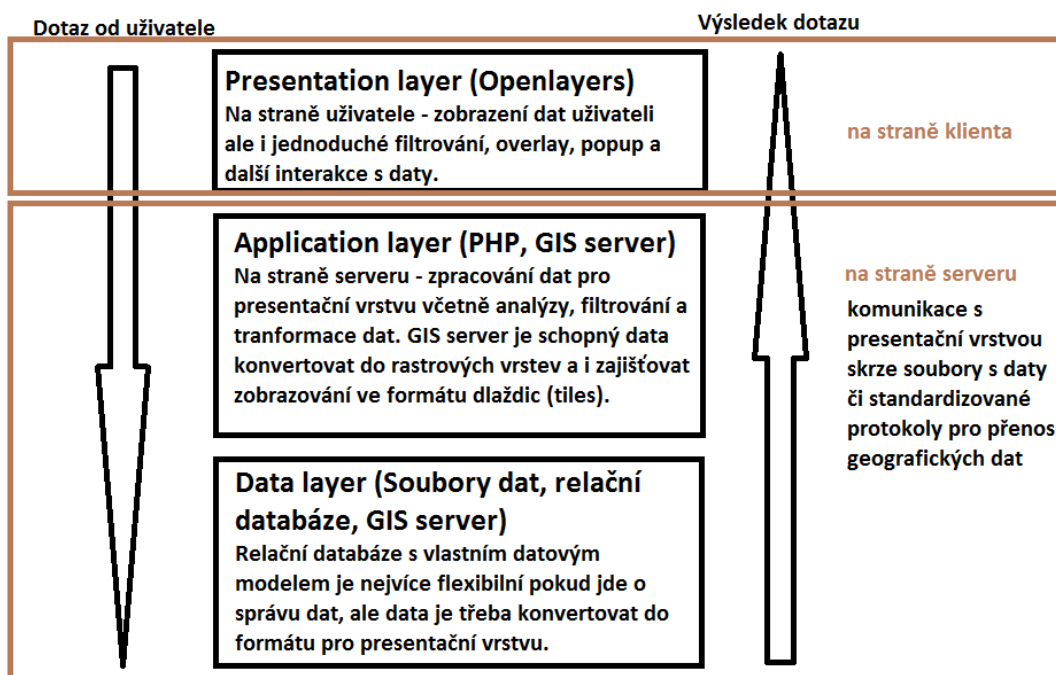 Dotaz od uživatele
Výsledek dotazu
Presentation layer (Openlayers)
Na straně uživatele - zobrazení dat uživateli
ale i jednoduché filtrování, overlay, popup a
další interakce s daty.
na straně klienta
Application layer (PHP, GIS server)
Na straně serveru - zpracování dat pro
presentační vrstvu včetně analýzy, filtrování a
tranformace dat. GIS server je schopný data
konvertovat do rastrových vrstev a i zajišťovat
zobrazování ve formátu dlaždic (tiles).
na straně serveru
komunikace s
presentační vrstvou
skrze soubory s daty
či standardizované
protokoly pro přenos
geografických dat
Data layer (Soubory dat, relační
databáze, GIS server)
Relační databáze s vlastním datovým
modelem je nejvíce flexibilní pokud jde o
správu dat, ale data je třeba konvertovat do
formátu pro presentační vrstvu.